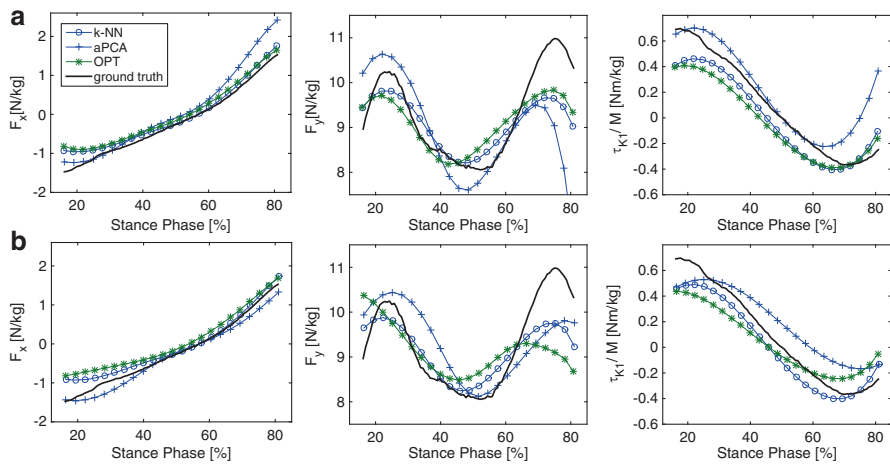 a
F_x[N/kg]
2
1
0
-1
-2
k-NN
aPCA
OPT
ground truth
20 40 60 80
Stance Phase [%]
F_y[N/kg]
11
10
9
8
20 40 60 80
Stance Phase [%]
τ_K1/ M [Nm/kg]
0.6
0.4
0.2
0
-0.2
-0.4
-0.6
20 40 60 80
Stance Phase [%]
b
F_x [N/kg]
2
1
0
-1
-2
20 40 60 80
Stance Phase [%]
F_y [N/kg]
11
10
9
8
20 40 60 80
Stance Phase [%]
τ_K1/ M [Nm/kg]
0.6
0.4
0.2
0
-0.2
-0.4
-0.6
20 40 60 80
Stance Phase [%]